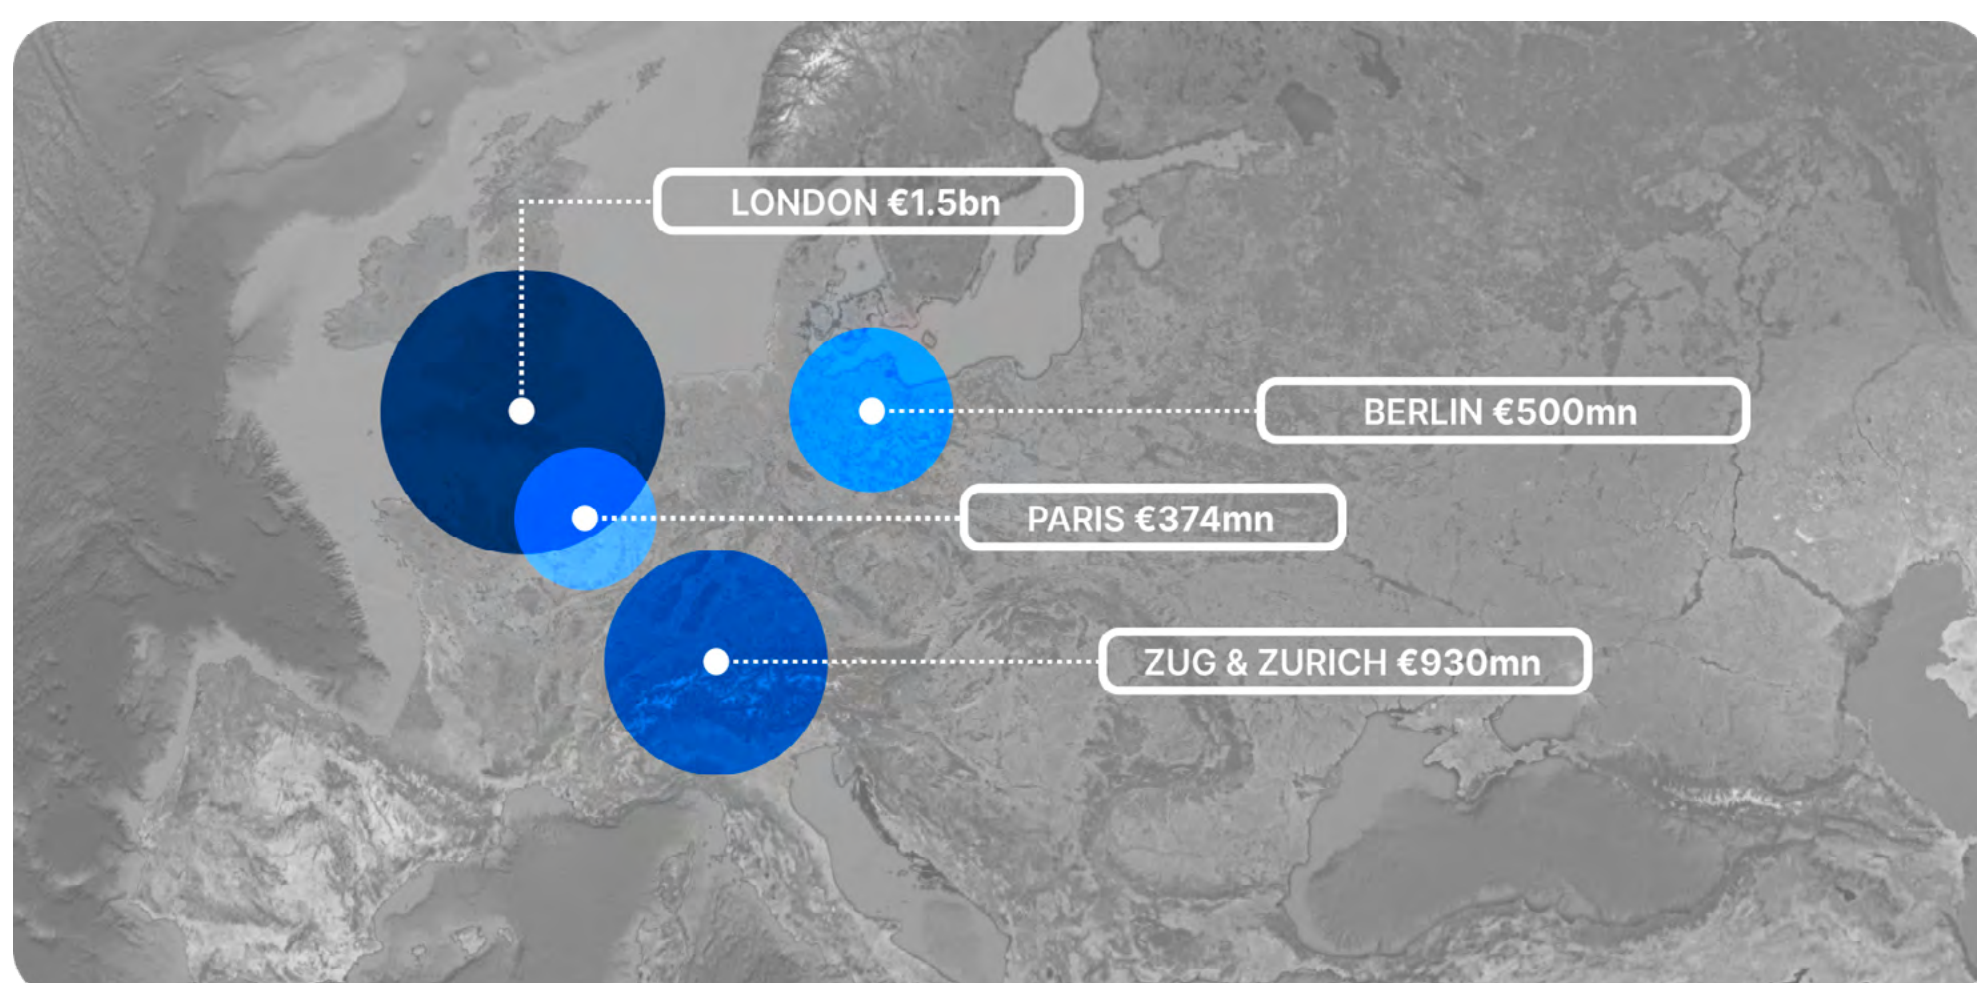 LONDON €1.5bn
BERLIN €500mn
PARIS €374mn
ZUG & ZURICH €930mn